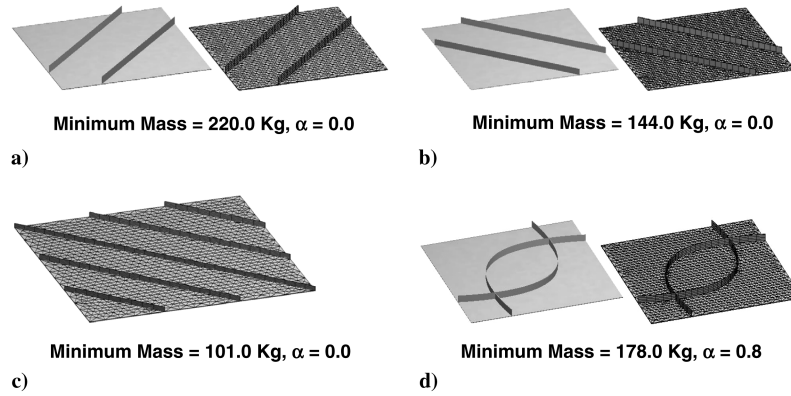 Minimum Mass = 220.0 Kg, α = 0.0
a)
Minimum Mass = 144.0 Kg, α = 0.0
b)
Minimum Mass = 101.0 Kg, α = 0.0
c)
Minimum Mass = 178.0 Kg, α = 0.8
d)